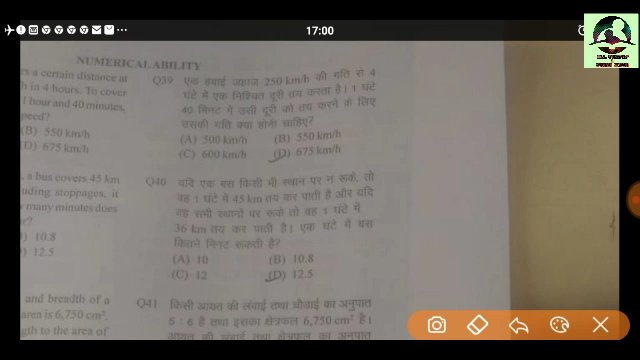 17:00
NUMERICAL ABILITY
rs a certain distance at
h in 4 hours. To cover
1 hour and 40 minutes,
peed?
(B) 550 km/h
(D) 675 km/h
Q39 एक हवाई जहाज 250 km/h की गति से 4
घंटे में एक निश्चित दूरी तय करता है। 1 घंटे
40 मिनट में उसी दूरी को तय करने के लिए
उसकी गति क्या होनी चाहिए?
(A) 500 km/h (B) 550 km/h
(C) 600 km/h (D) 675 km/h
, a bus covers 45 km
uding stoppages, it
many minutes does
r?
) 10.8
) 12.5
Q40 यदि एक बस किसी भी स्थान पर न रूके, तो
वह 1 घंटे में 45 km तय कर पाती है और यदि
वह सभी स्थानों पर रूके तो वह 1 घंटे में
36 km तय कर पाती है। एक घंटे में बस
कितने मिनट रूकती है?
(A) 10 (B) 10.8
(C) 12 (D) 12.5
and breadth of a
area is 6,750 cm².
gth to the area of
Q41 किसी आयत की लंबाई तथा चौड़ाई का अनुपात
5 : 6 है तथा इसका क्षेत्रफल 6,750 cm² है।
आयत की लंबाई तथा क्षेत्रफल का अनुपात